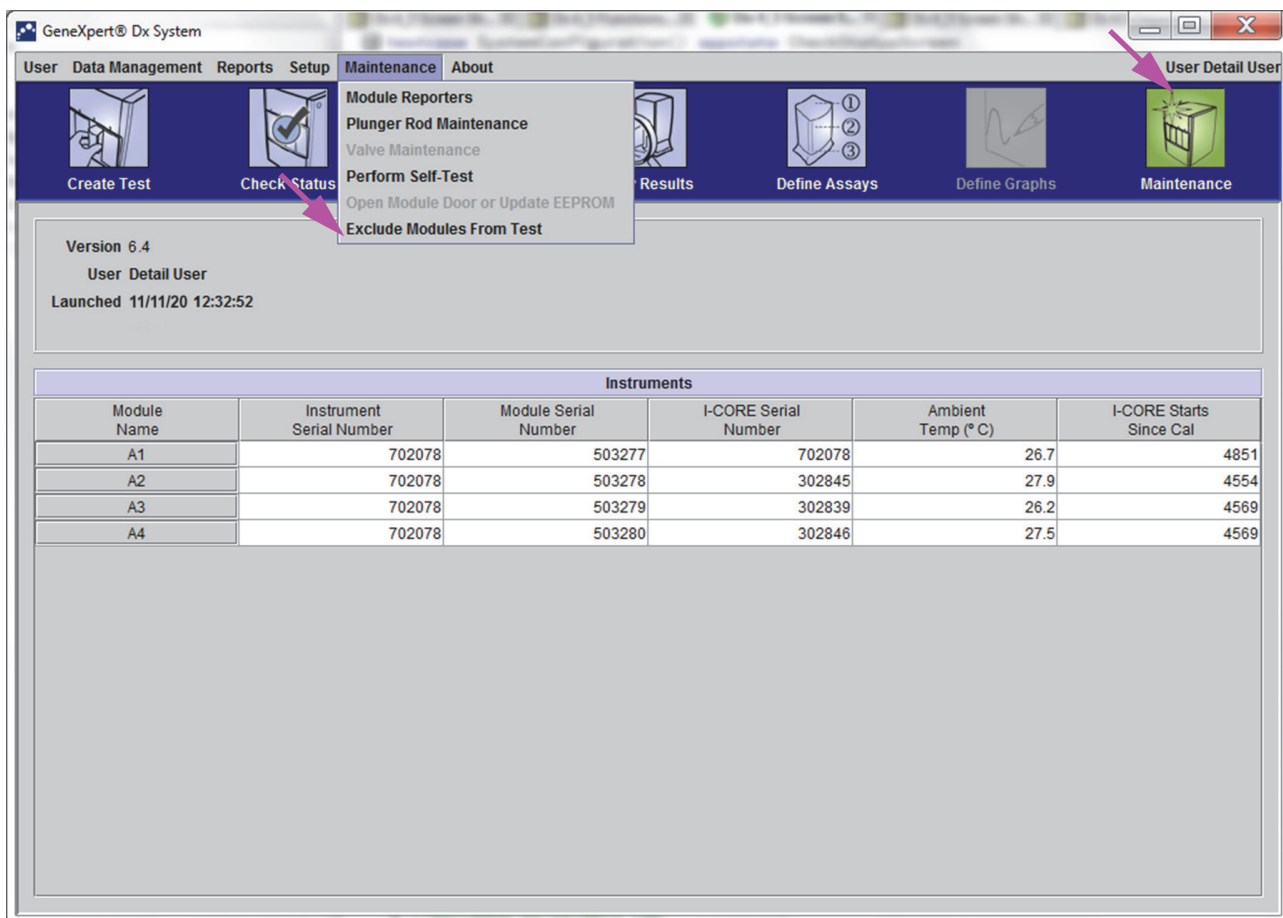 GeneXpert® Dx System
User Data Management Reports Setup Maintenance About User Detail User
Module Reporters
Plunger Rod Maintenance
Valve Maintenance
Perform Self-Test
Open Module Door or Update EEPROM
Exclude Modules From Test
Create Test Check Status Results Define Assays Define Graphs Maintenance
1
2
3
Version 6.4
User Detail User
Launched 11/11/20 12:32:52
Instruments
Module Name Instrument Serial Number Module Serial Number I-CORE Serial Number Ambient Temp (° C) I-CORE Starts Since Cal
A1 702078 503277 702078 26.7 4851
A2 702078 503278 302845 27.9 4554
A3 702078 503279 302839 26.2 4569
A4 702078 503280 302846 27.5 4569